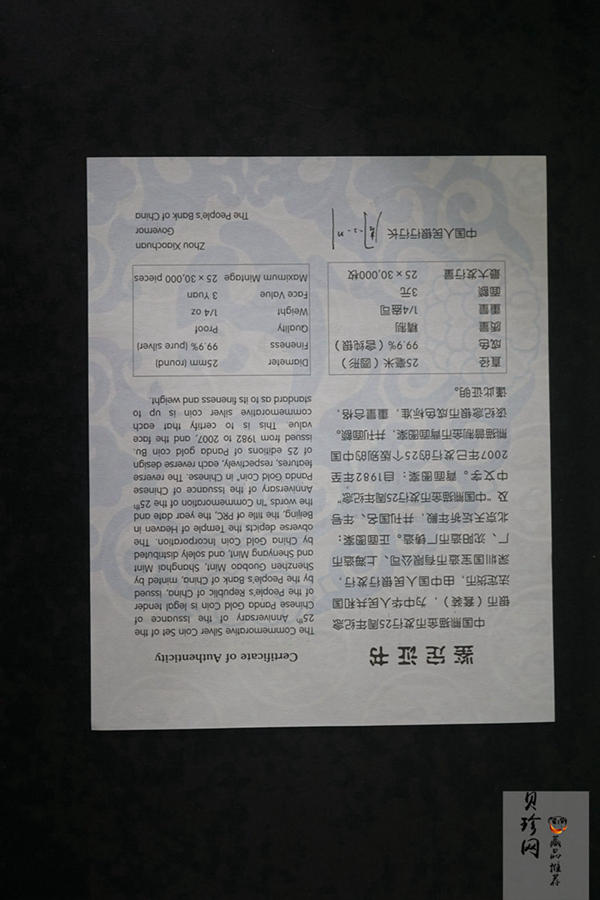 鉴定证书
中国熊猫金币发行25周年纪念
银币（套装），为中华人民共和国
法定货币，由中国人民银行发行，
深圳国宝造币有限公司、上海造币
厂、沈阳造币厂铸造。正面图案：
北京天坛祈年殿，并刊国名、年号
及“中国熊猫金币发行25周年纪念”
中文字。背面图案：自1982年至
2007年已发行的25个版别的中国
熊猫普制金币背面图案，并刊面额。
该纪念银币成色标准，重量合格，
谨此证明。
直径 25毫米（圆形）
成色 99.9%（含纯银）
质量 精制
重量 1/4盎司
面额 3元
最大发行量 25×30,000枚
中国人民银行行长
Certificate of Authenticity
The Commemorative Silver Coin Set of the
25th Anniversary of the Issuance of
Chinese Panda Gold Coin is legal tender
of the People's Republic of China, issued
by the People's Bank of China, minted by
Shenzhen Guobao Mint, Shanghai Mint
and Shenyang Mint, and solely distributed
by China Gold Coin Incorporation. The
obverse depicts the Temple of Heaven in
Beijing, the title of PRC, the year date and
the words "In Commemoration of the 25th
Anniversary of the Issuance of Chinese
Panda Gold Coin" in Chinese. The reverse
features, respectively, each reverse design
of 25 editions of Panda gold coin Bu.
issued from 1982 to 2007, and the face
value. This is to certify that each
commemorative silver coin is up to
standard as to its fineness and weight.
Diameter 25mm (round)
Fineness 99.9% (pure silver)
Quality Proof
Weight 1/4 oz
Face Value 3 Yuan
Maximum Mintage 25×30,000 pieces
Zhou Xiaochuan
Governor
The People's Bank of China
贝珍网
藏品推荐